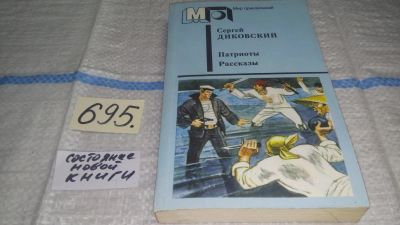 МП
Мир приключений
Сергей
ДИКОВСКИЙ
Патриоты
Рассказы
695.
состояние
новой
книги